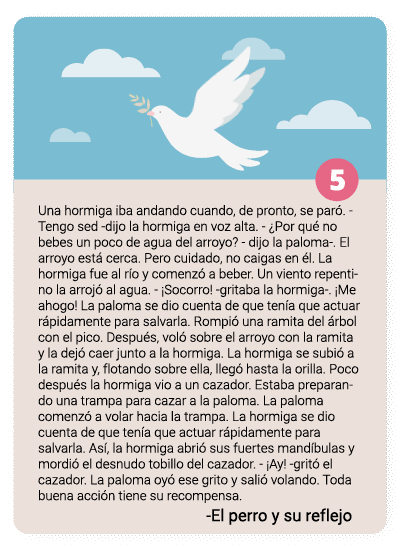 5
Una hormiga iba andando cuando, de pronto, se paró. -
Tengo sed -dijo la hormiga en voz alta. - ¿Por qué no
bebes un poco de agua del arroyo? - dijo la paloma-. El
arroyo está cerca. Pero cuidado, no caigas en él. La
hormiga fue al río y comenzó a beber. Un viento repenti-
no la arrojó al agua. - ¡Socorro! -gritaba la hormiga-. ¡Me
ahogo! La paloma se dio cuenta de que tenía que actuar
rápidamente para salvarla. Rompió una ramita del árbol
con el pico. Después, voló sobre el arroyo con la ramita
y la dejó caer junto a la hormiga. La hormiga se subió a
la ramita y, flotando sobre ella, llegó hasta la orilla. Poco
después la hormiga vio a un cazador. Estaba preparan-
do una trampa para cazar a la paloma. La paloma
comenzó a volar hacia la trampa. La hormiga se dio
cuenta de que tenía que actuar rápidamente para
salvarla. Así, la hormiga abrió sus fuertes mandíbulas y
mordió el desnudo tobillo del cazador. - ¡Ay! -gritó el
cazador. La paloma oyó ese grito y salió volando. Toda
buena acción tiene su recompensa.
-El perro y su reflejo